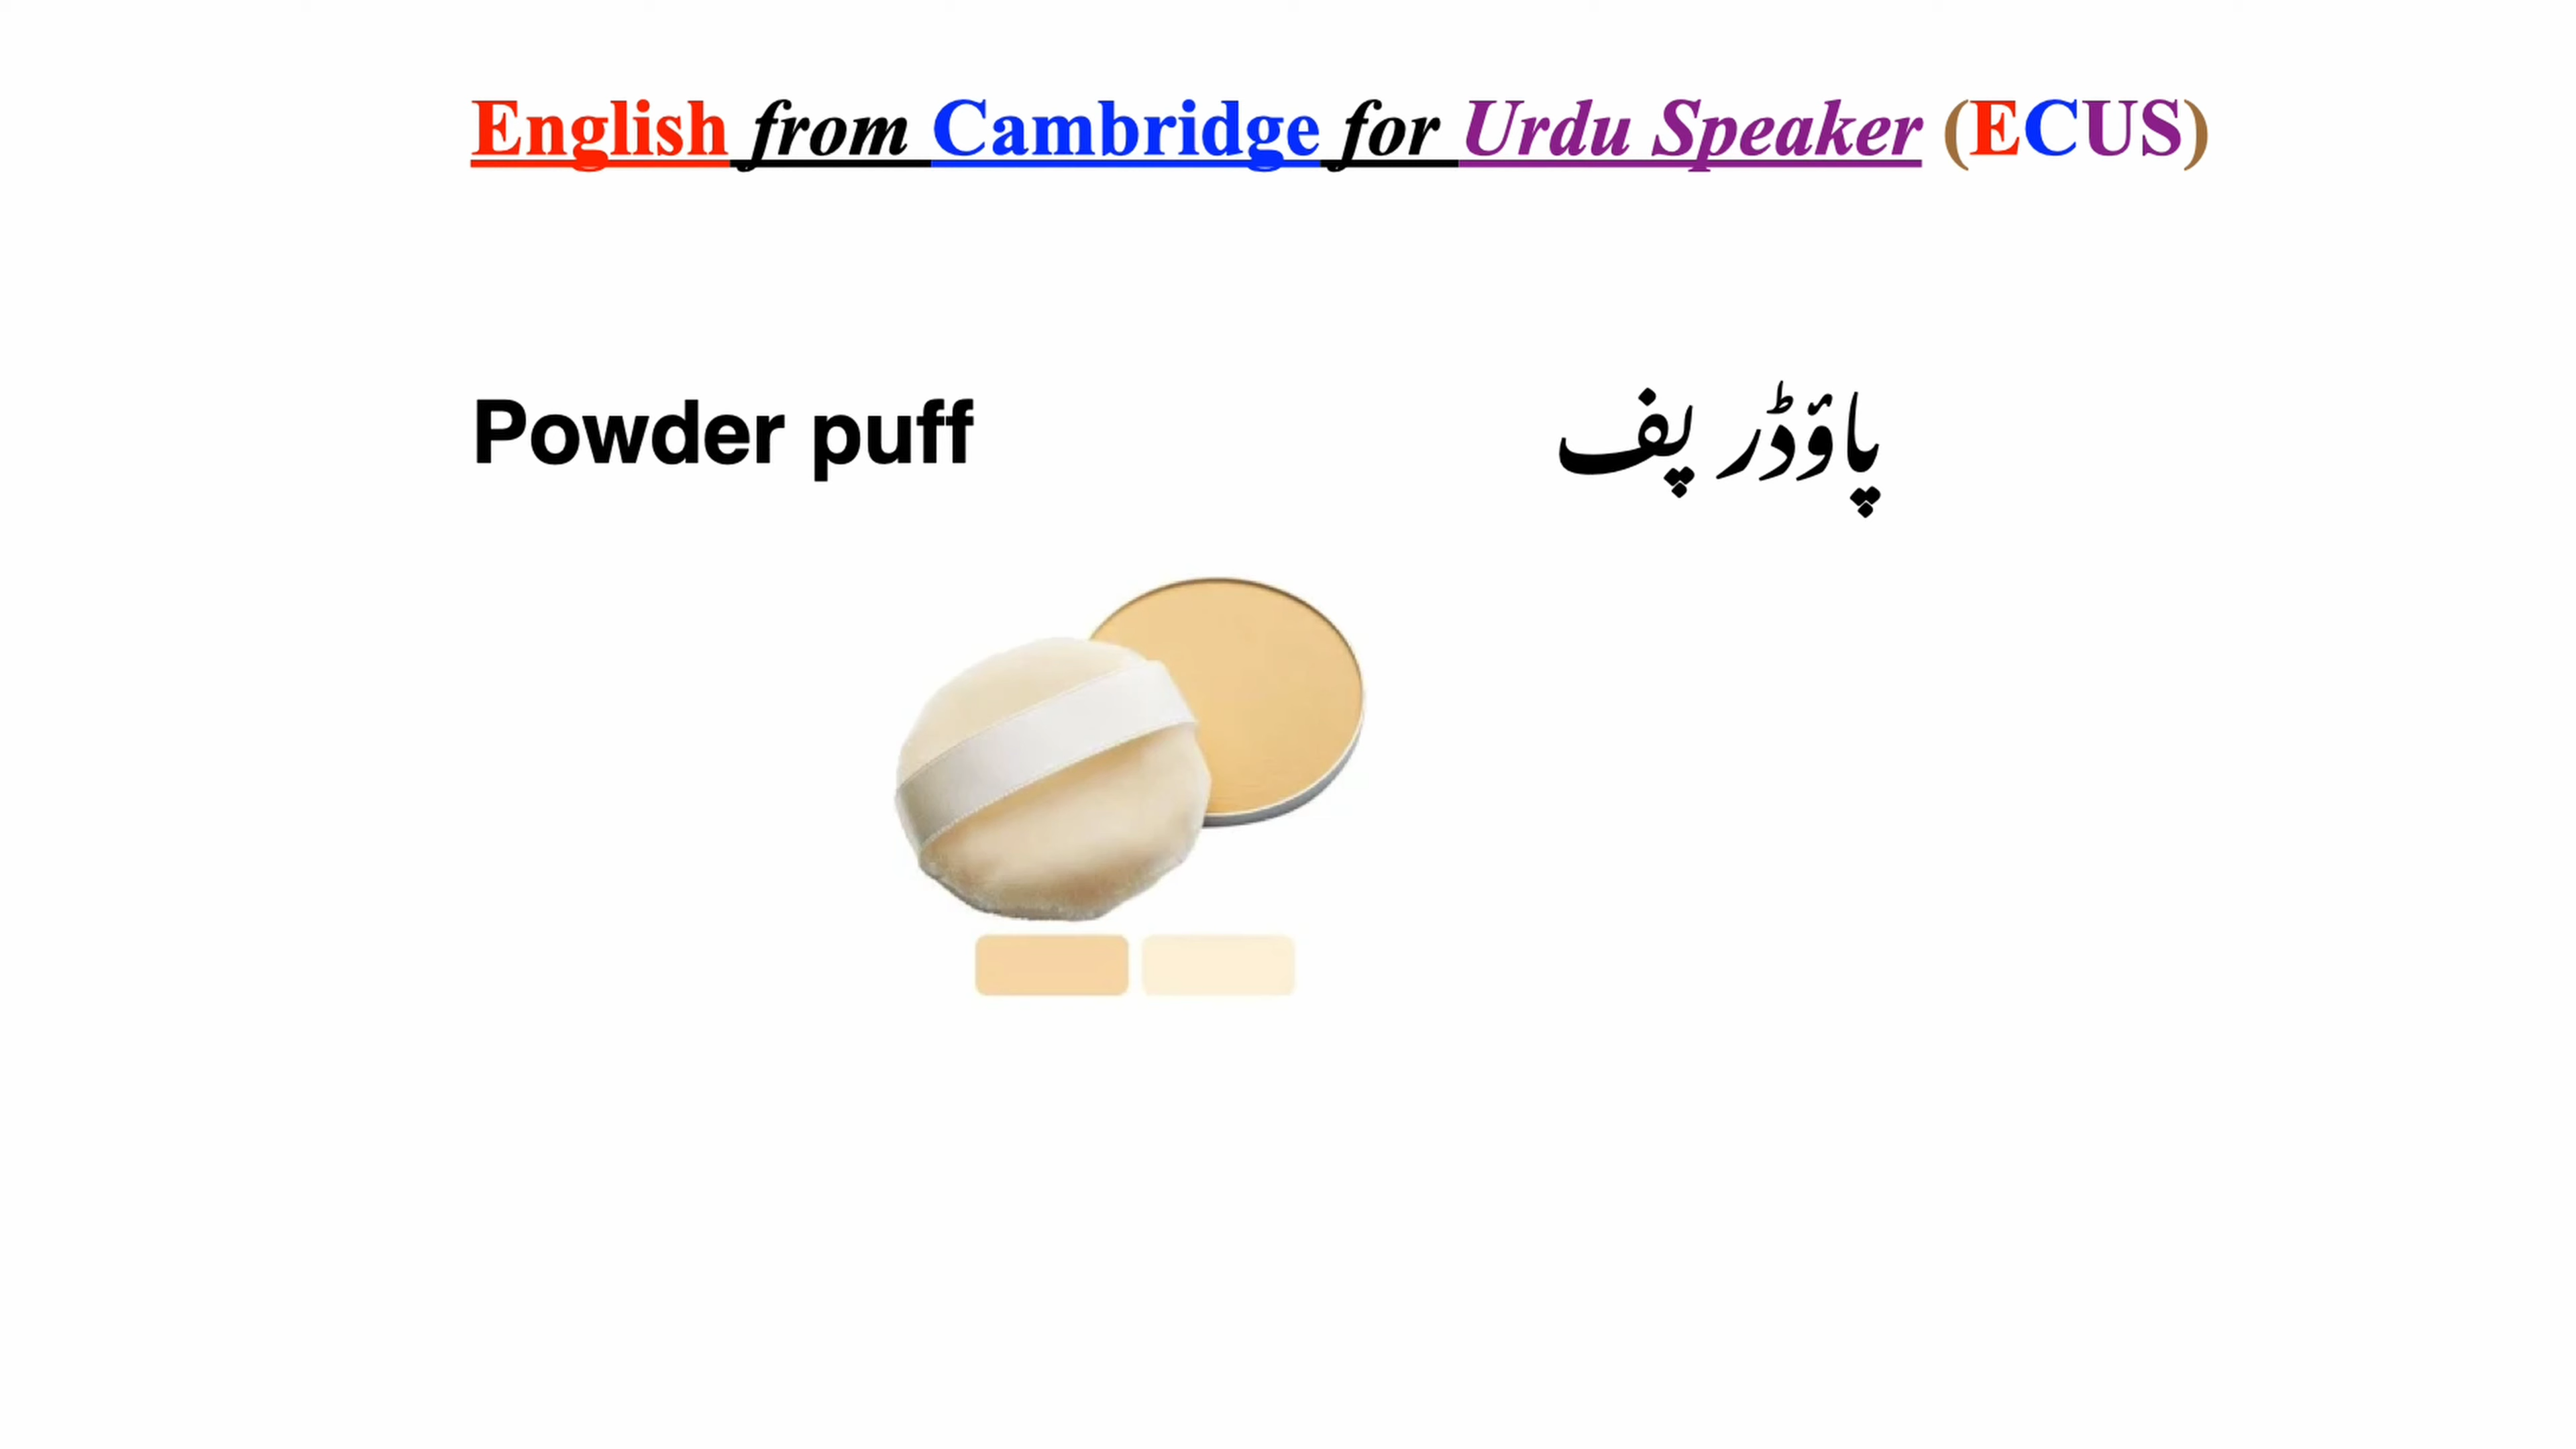 English from Cambridge for Urdu Speaker (ECUS)
Powder puff
پاؤڈر پف